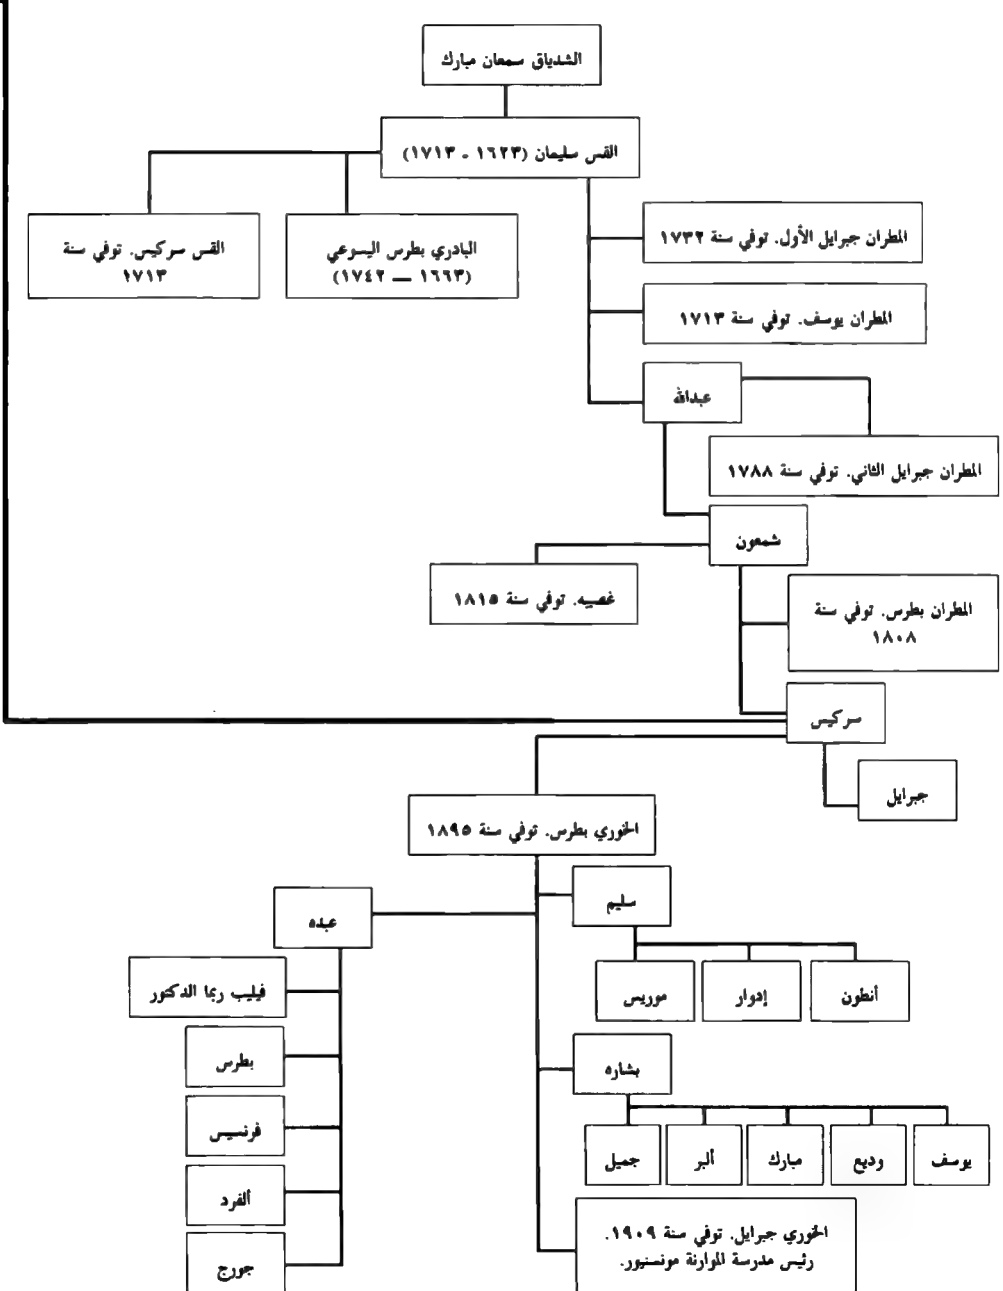 الشدياق سمعان مبارك
القس سليمان (١٦٢٣ - ١٧١٣)
المطران جبرايل الأول. توفي سنة ١٧٣٢
البادري بطرس اليسوعي
(١٦٦٣ — ١٧٤٢)
القس سركيس. توفي سنة
١٧١٣
المطران يوسف. توفي سنة ١٧١٣
عبدالله
المطران جبرايل الثاني. توفي سنة ١٧٨٨
شمعون
غصيبه. توفي سنة ١٨١٥
المطران بطرس. توفي سنة
١٨٠٨
سركيس
جبرايل
الخوري بطرس. توفي سنة ١٨٩٥
سليم
عبده
أنطون
إدوار
موريس
فيليب ربما الدكتور
بطرس
فرنسيس
ألفرد
جورج
بشاره
يوسف
وديع
مبارك
ألبر
جميل
الخوري جبرايل. توفي سنة ١٩٠٩.
رئيس مدرسة الموارنة مونسنيور.